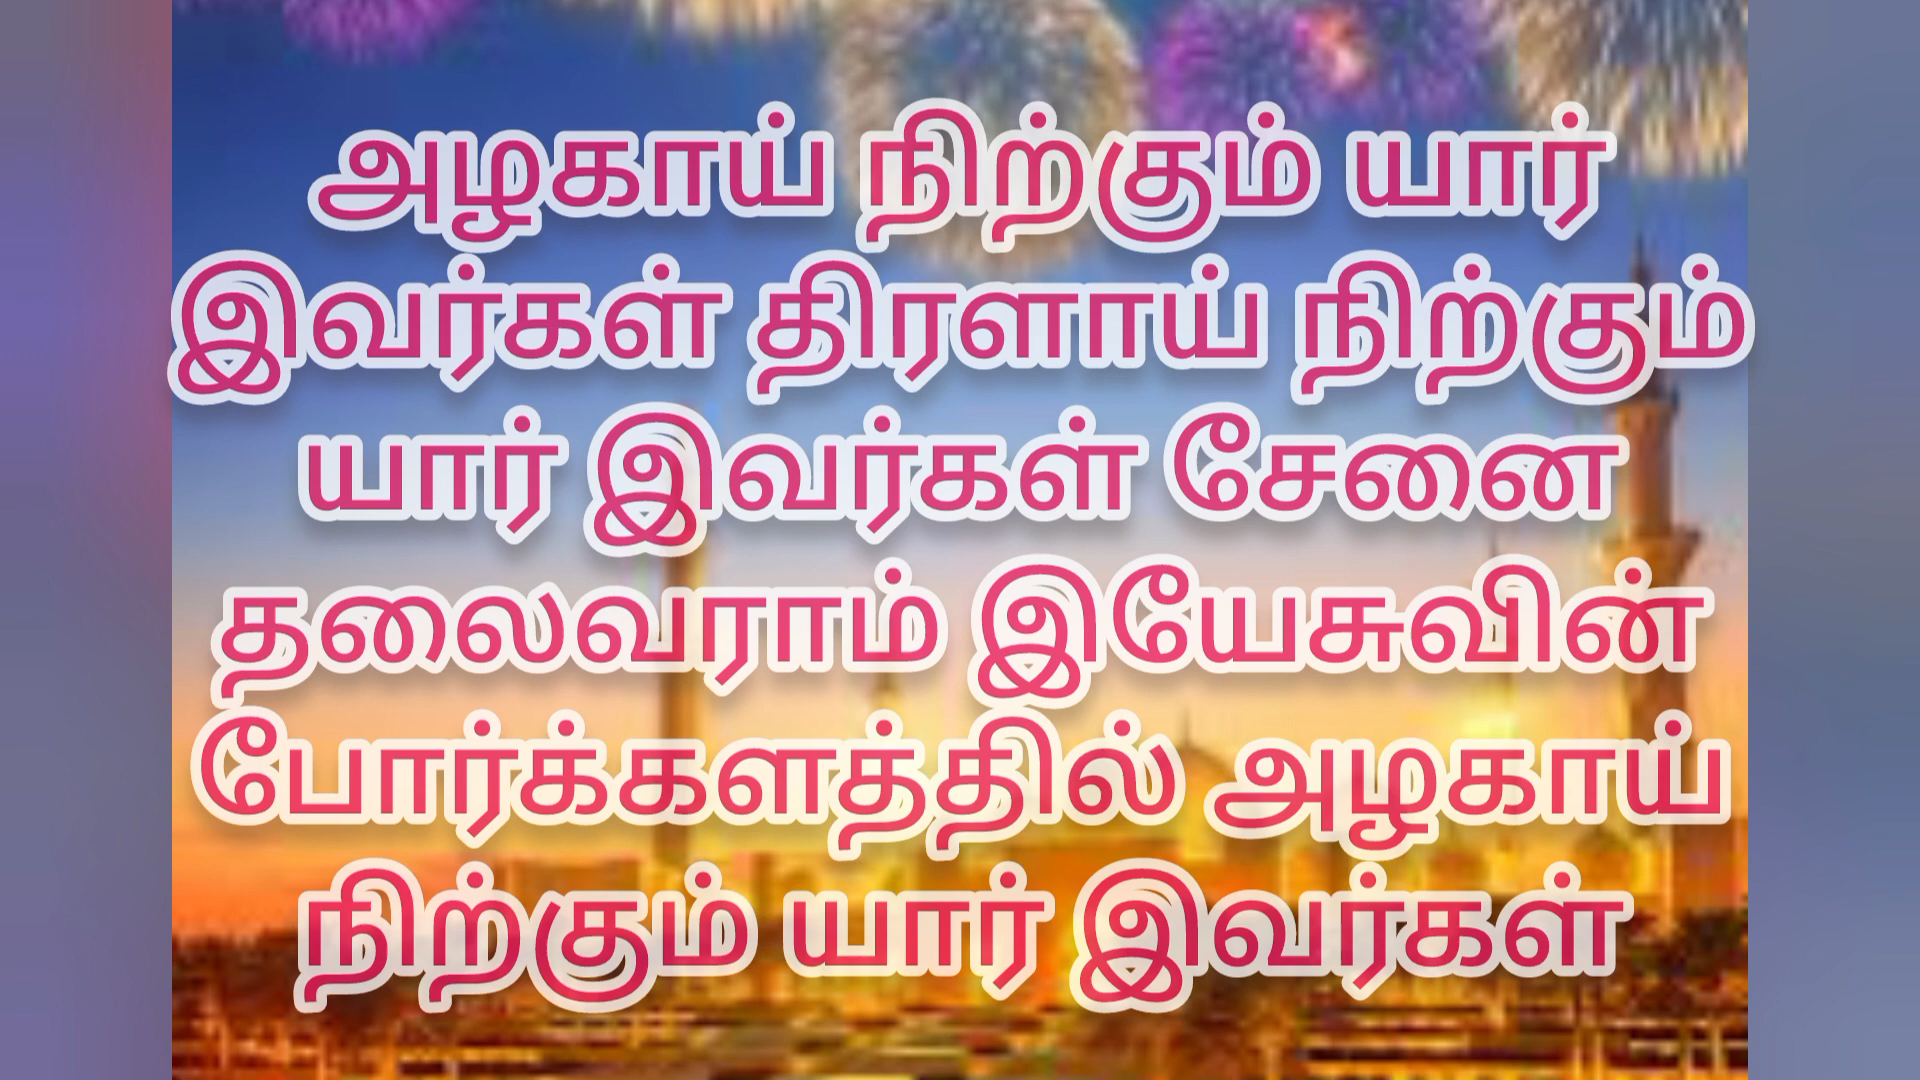 அழகாய் நிற்கும் யார்
இவர்கள் திரளாய் நிற்கும்
யார் இவர்கள் சேனை
தலைவராம் இயேசுவின்
போர்க்களத்தில் அழகாய்
நிற்கும் யார் இவர்கள்